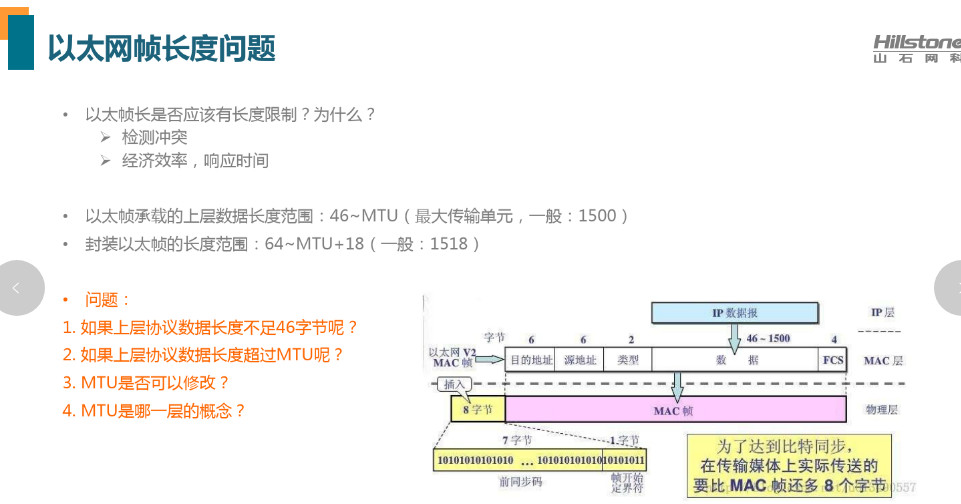 以太网帧长度问题
Hillstone
山石网科
• 以太帧长是否应该有长度限制？为什么？
➢ 检测冲突
➢ 经济效率，响应时间
• 以太帧承载的上层数据长度范围：46~MTU（最大传输单元，一般：1500）
• 封装以太帧的长度范围：64~MTU+18（一般：1518）
• 问题：
1. 如果上层协议数据长度不足46字节呢？
2. 如果上层协议数据长度超过MTU呢？
3. MTU是否可以修改？
4. MTU是哪一层的概念？
IP 数据报
IP 层
字节 6 6 2 46 ~ 1500 4
以太网 V2
MAC 帧
目的地址 源地址 类型 数 据 FCS
MAC 层
插入
8 字节
MAC 帧
物理层
7 字节 1 字节
10101010101010 … 10101010101010101011
前同步码
帧开始
定界符
为了达到比特同步，
在传输媒体上实际传送的
要比 MAC 帧还多 8 个字节